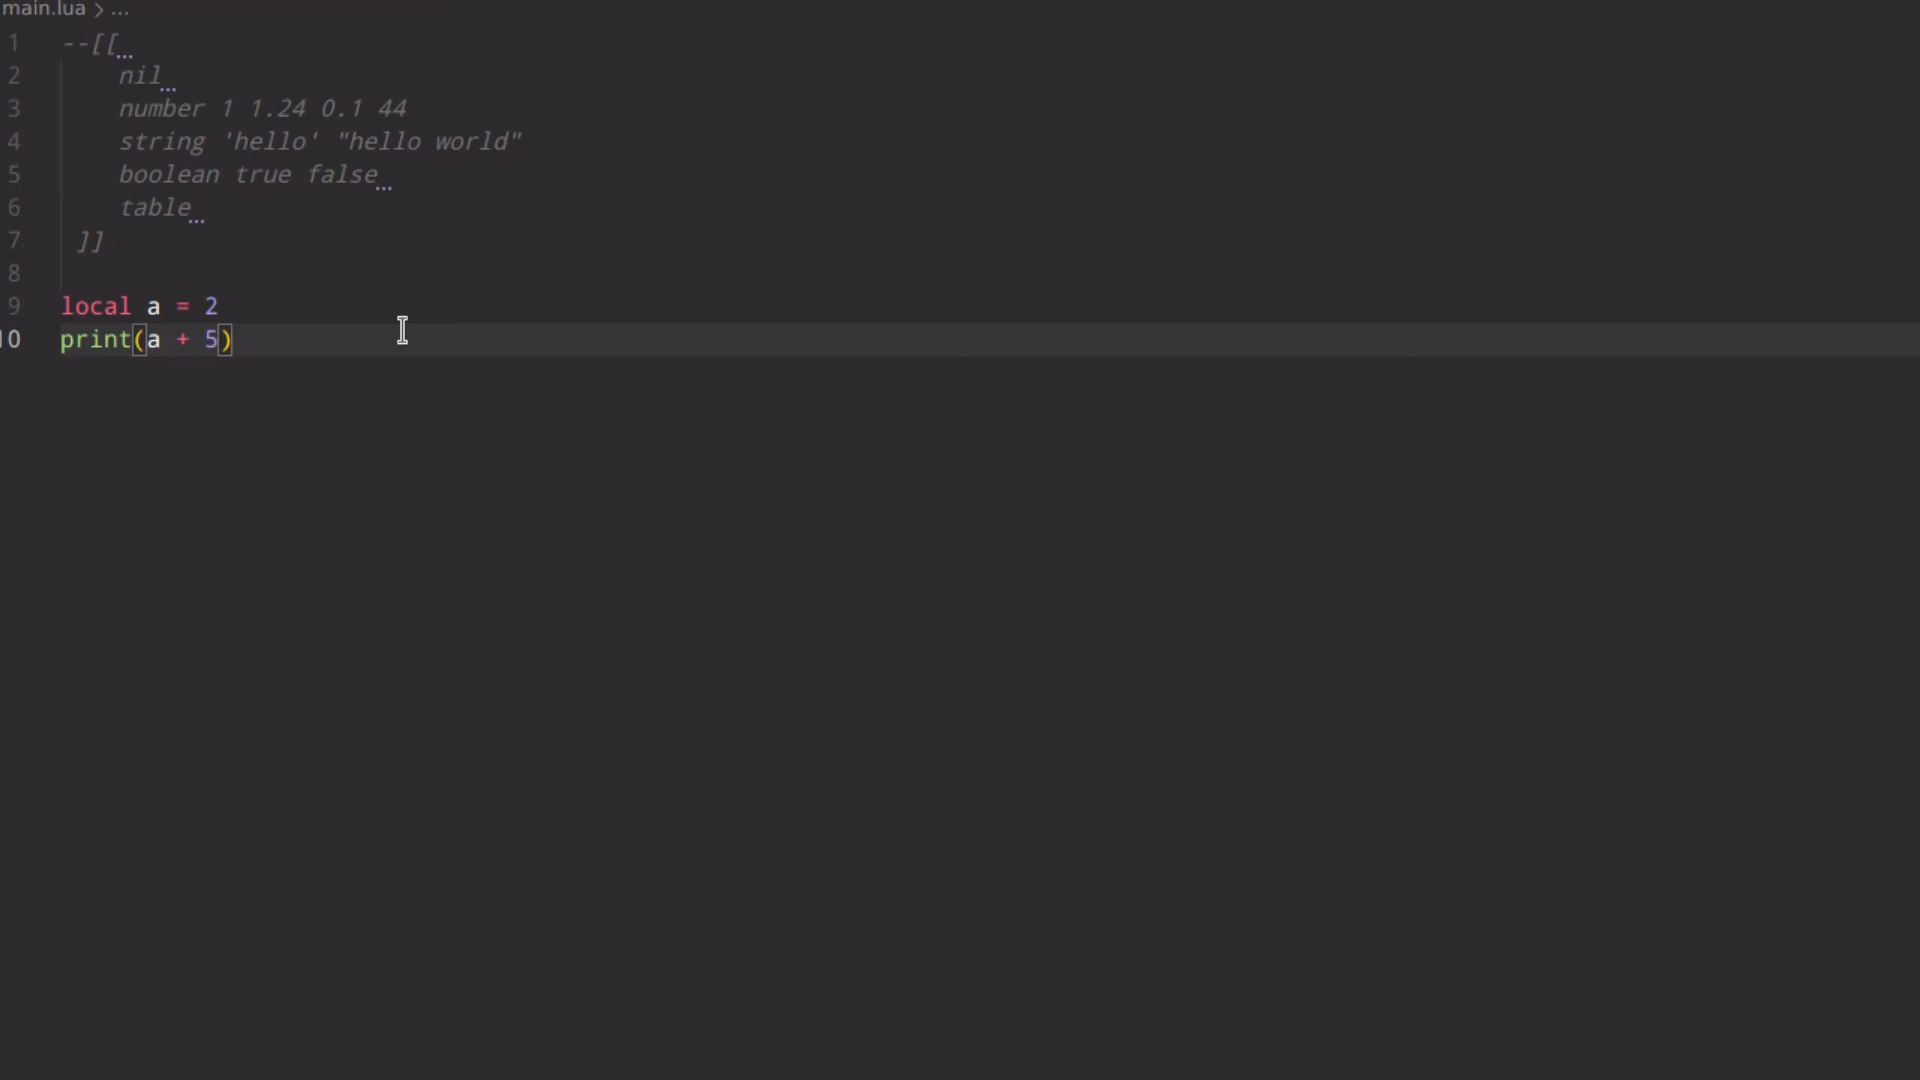 main.lua > ...
1 --[[
2 nil
3 number 1 1.24 0.1 44
4 string 'hello' "hello world"
5 boolean true false
6 table
7 ]]
8
9 local a = 2
10 print(a + 5)